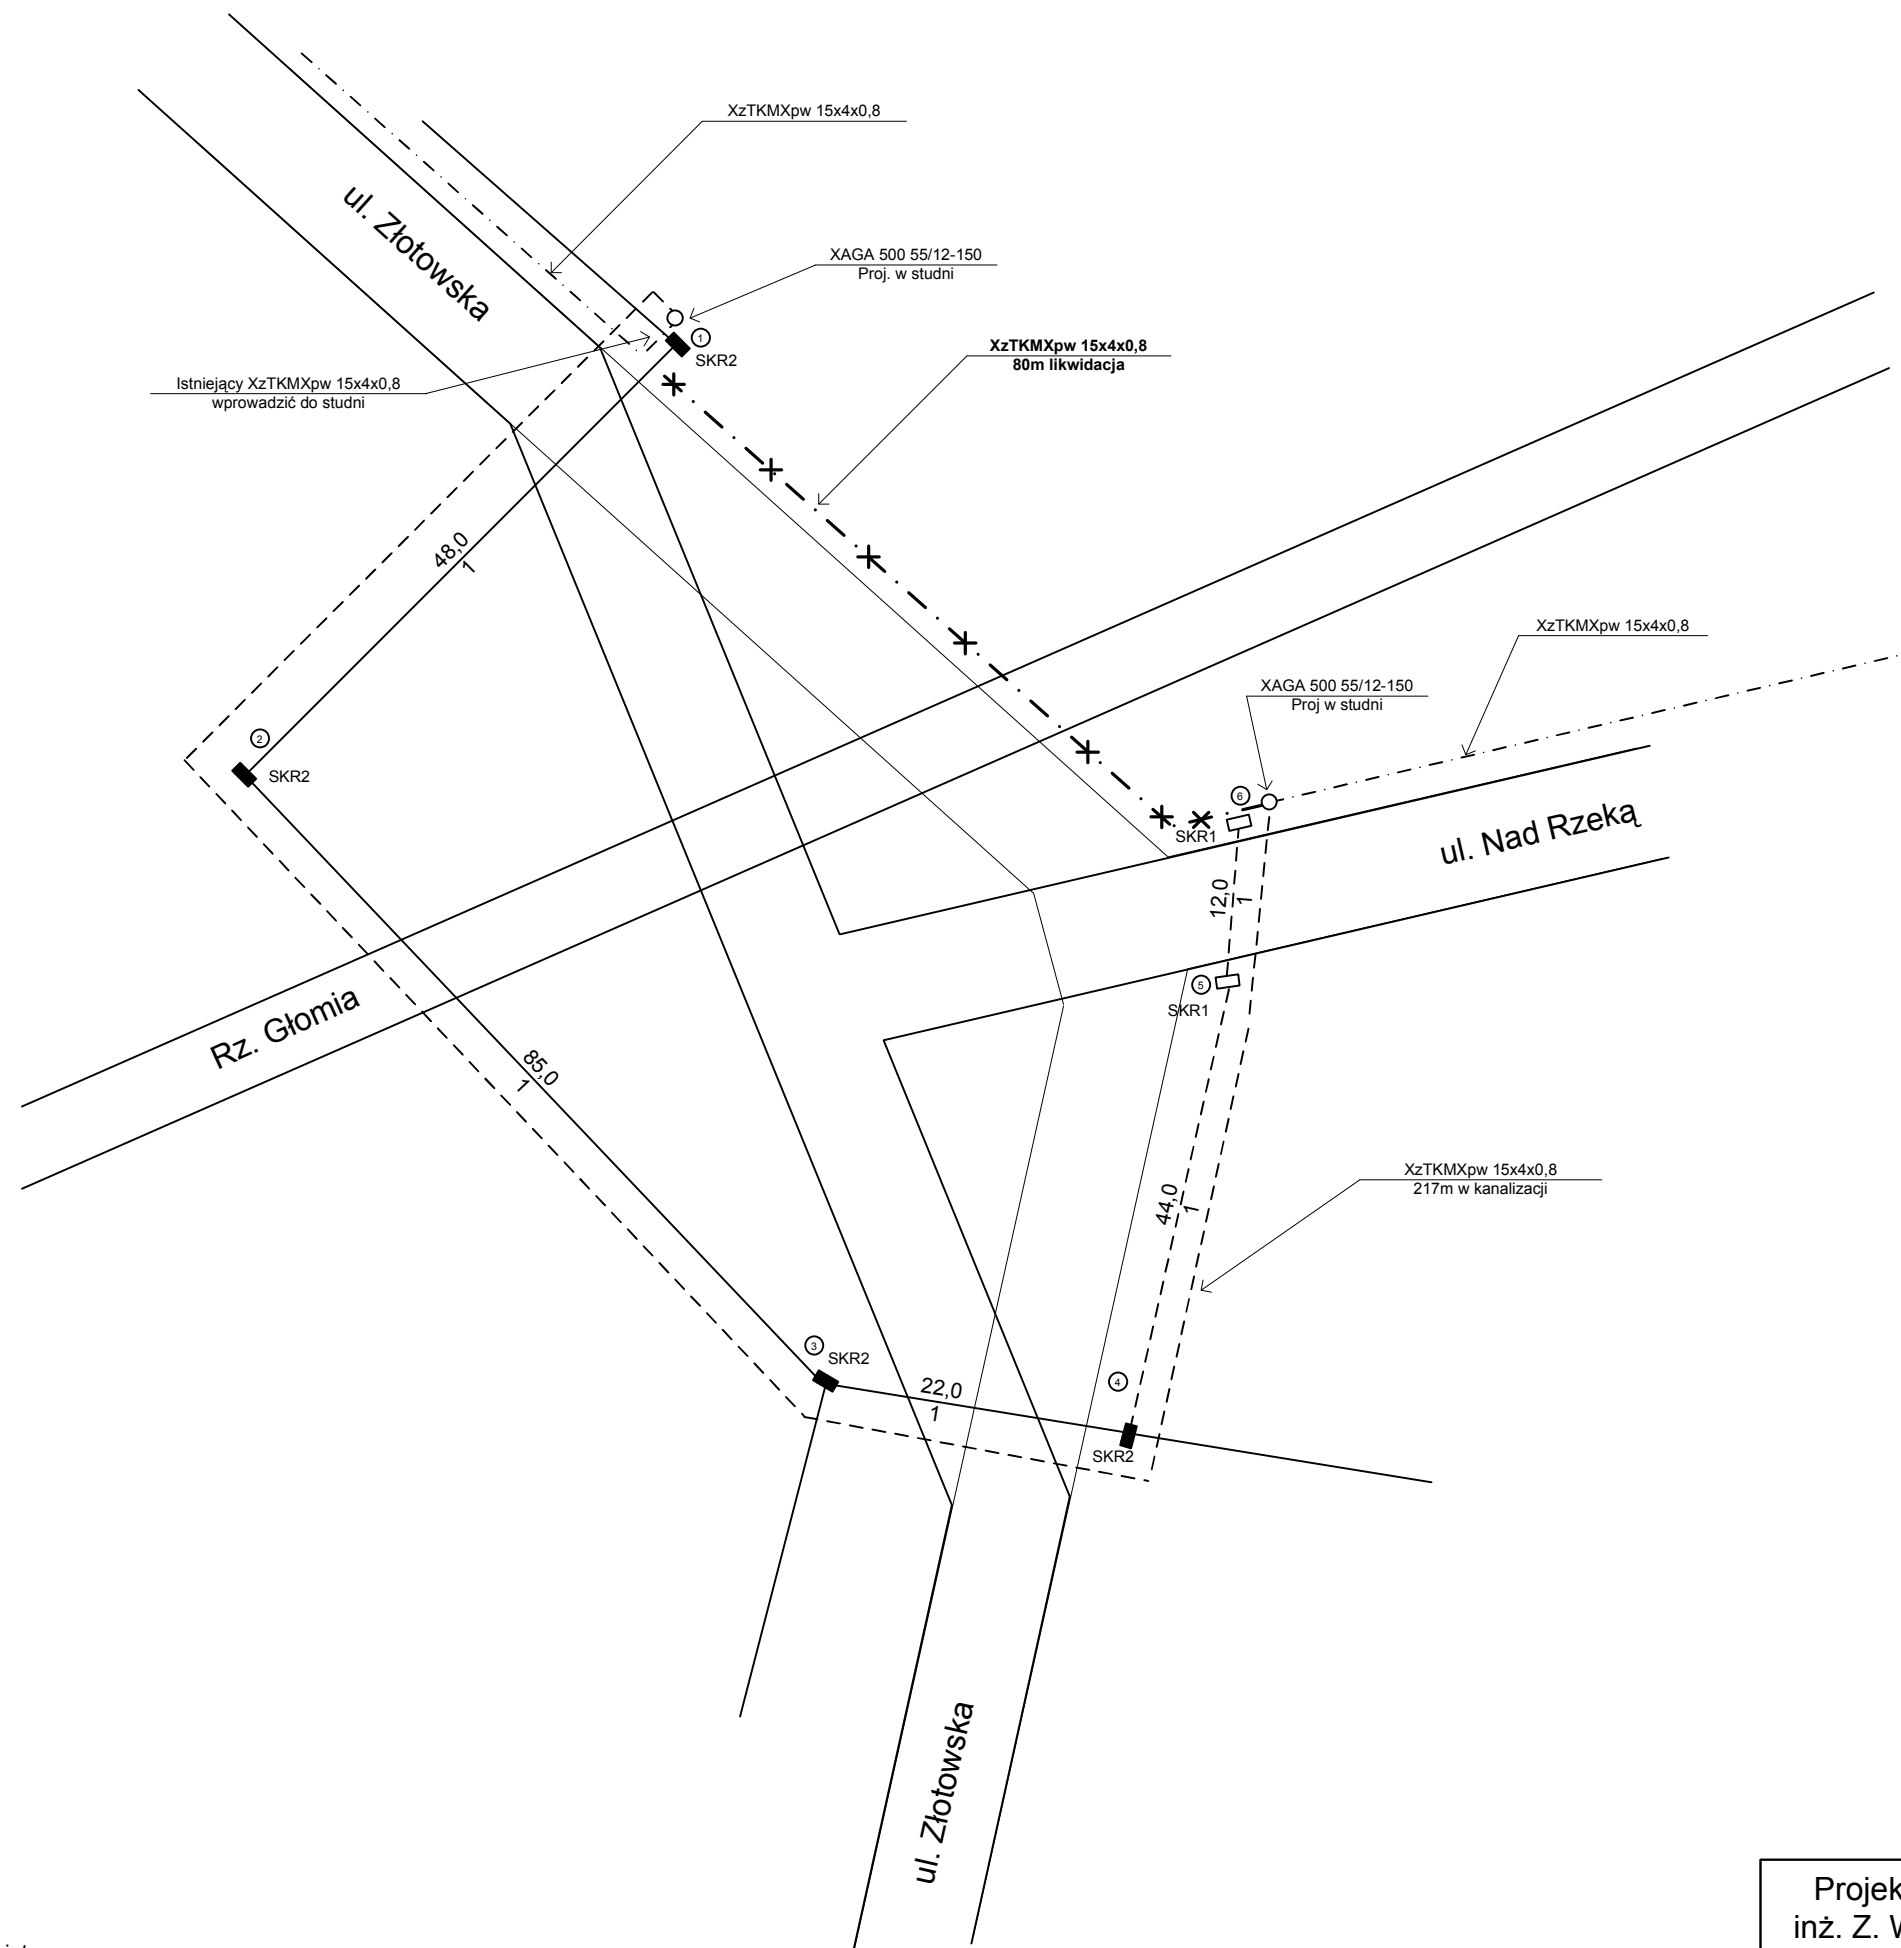 XzTKMXpw 15x4x0,8
ul. Złotowska
XAGA 500 55/12-150
Proj. w studni
1
SKR2
XzTKMXpw 15x4x0,8
80m likwidacja
Istniejący XzTKMXpw 15x4x0,8
wprowadzić do studni
48,0
1
XzTKMXpw 15x4x0,8
XAGA 500 55/12-150
Proj w studni
2
SKR2
6
SKR1
ul. Nad Rzeką
12,0
1
5
SKR1
Rz. Głomia
85,0
1
XzTKMXpw 15x4x0,8
217m w kanalizacji
44,0
1
3
SKR2
22,0
1
4
SKR2
ul. Złotowska
Projek
inż. Z. W